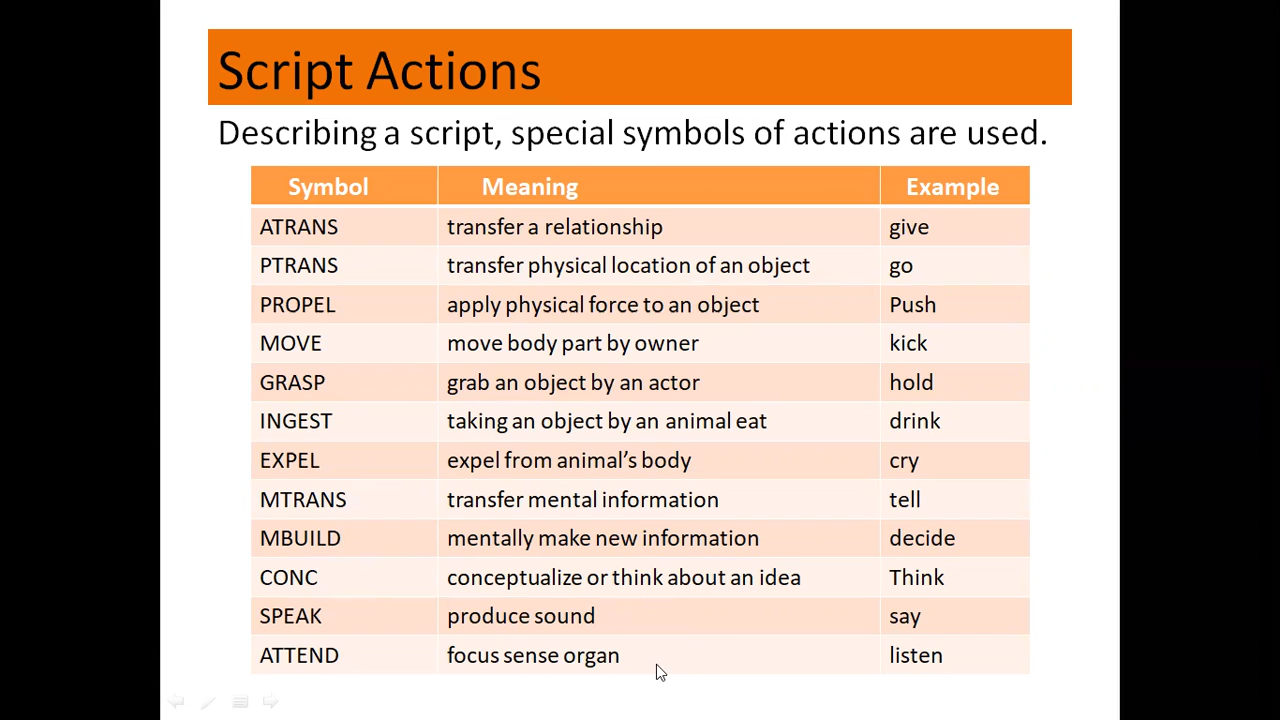 Script Actions
Describing a script, special symbols of actions are used.
Symbol Meaning Example
ATRANS transfer a relationship give
PTRANS transfer physical location of an object go
PROPEL apply physical force to an object Push
MOVE move body part by owner kick
GRASP grab an object by an actor hold
INGEST taking an object by an animal eat drink
EXPEL expel from animal’s body cry
MTRANS transfer mental information tell
MBUILD mentally make new information decide
CONC conceptualize or think about an idea Think
SPEAK produce sound say
ATTEND focus sense organ listen